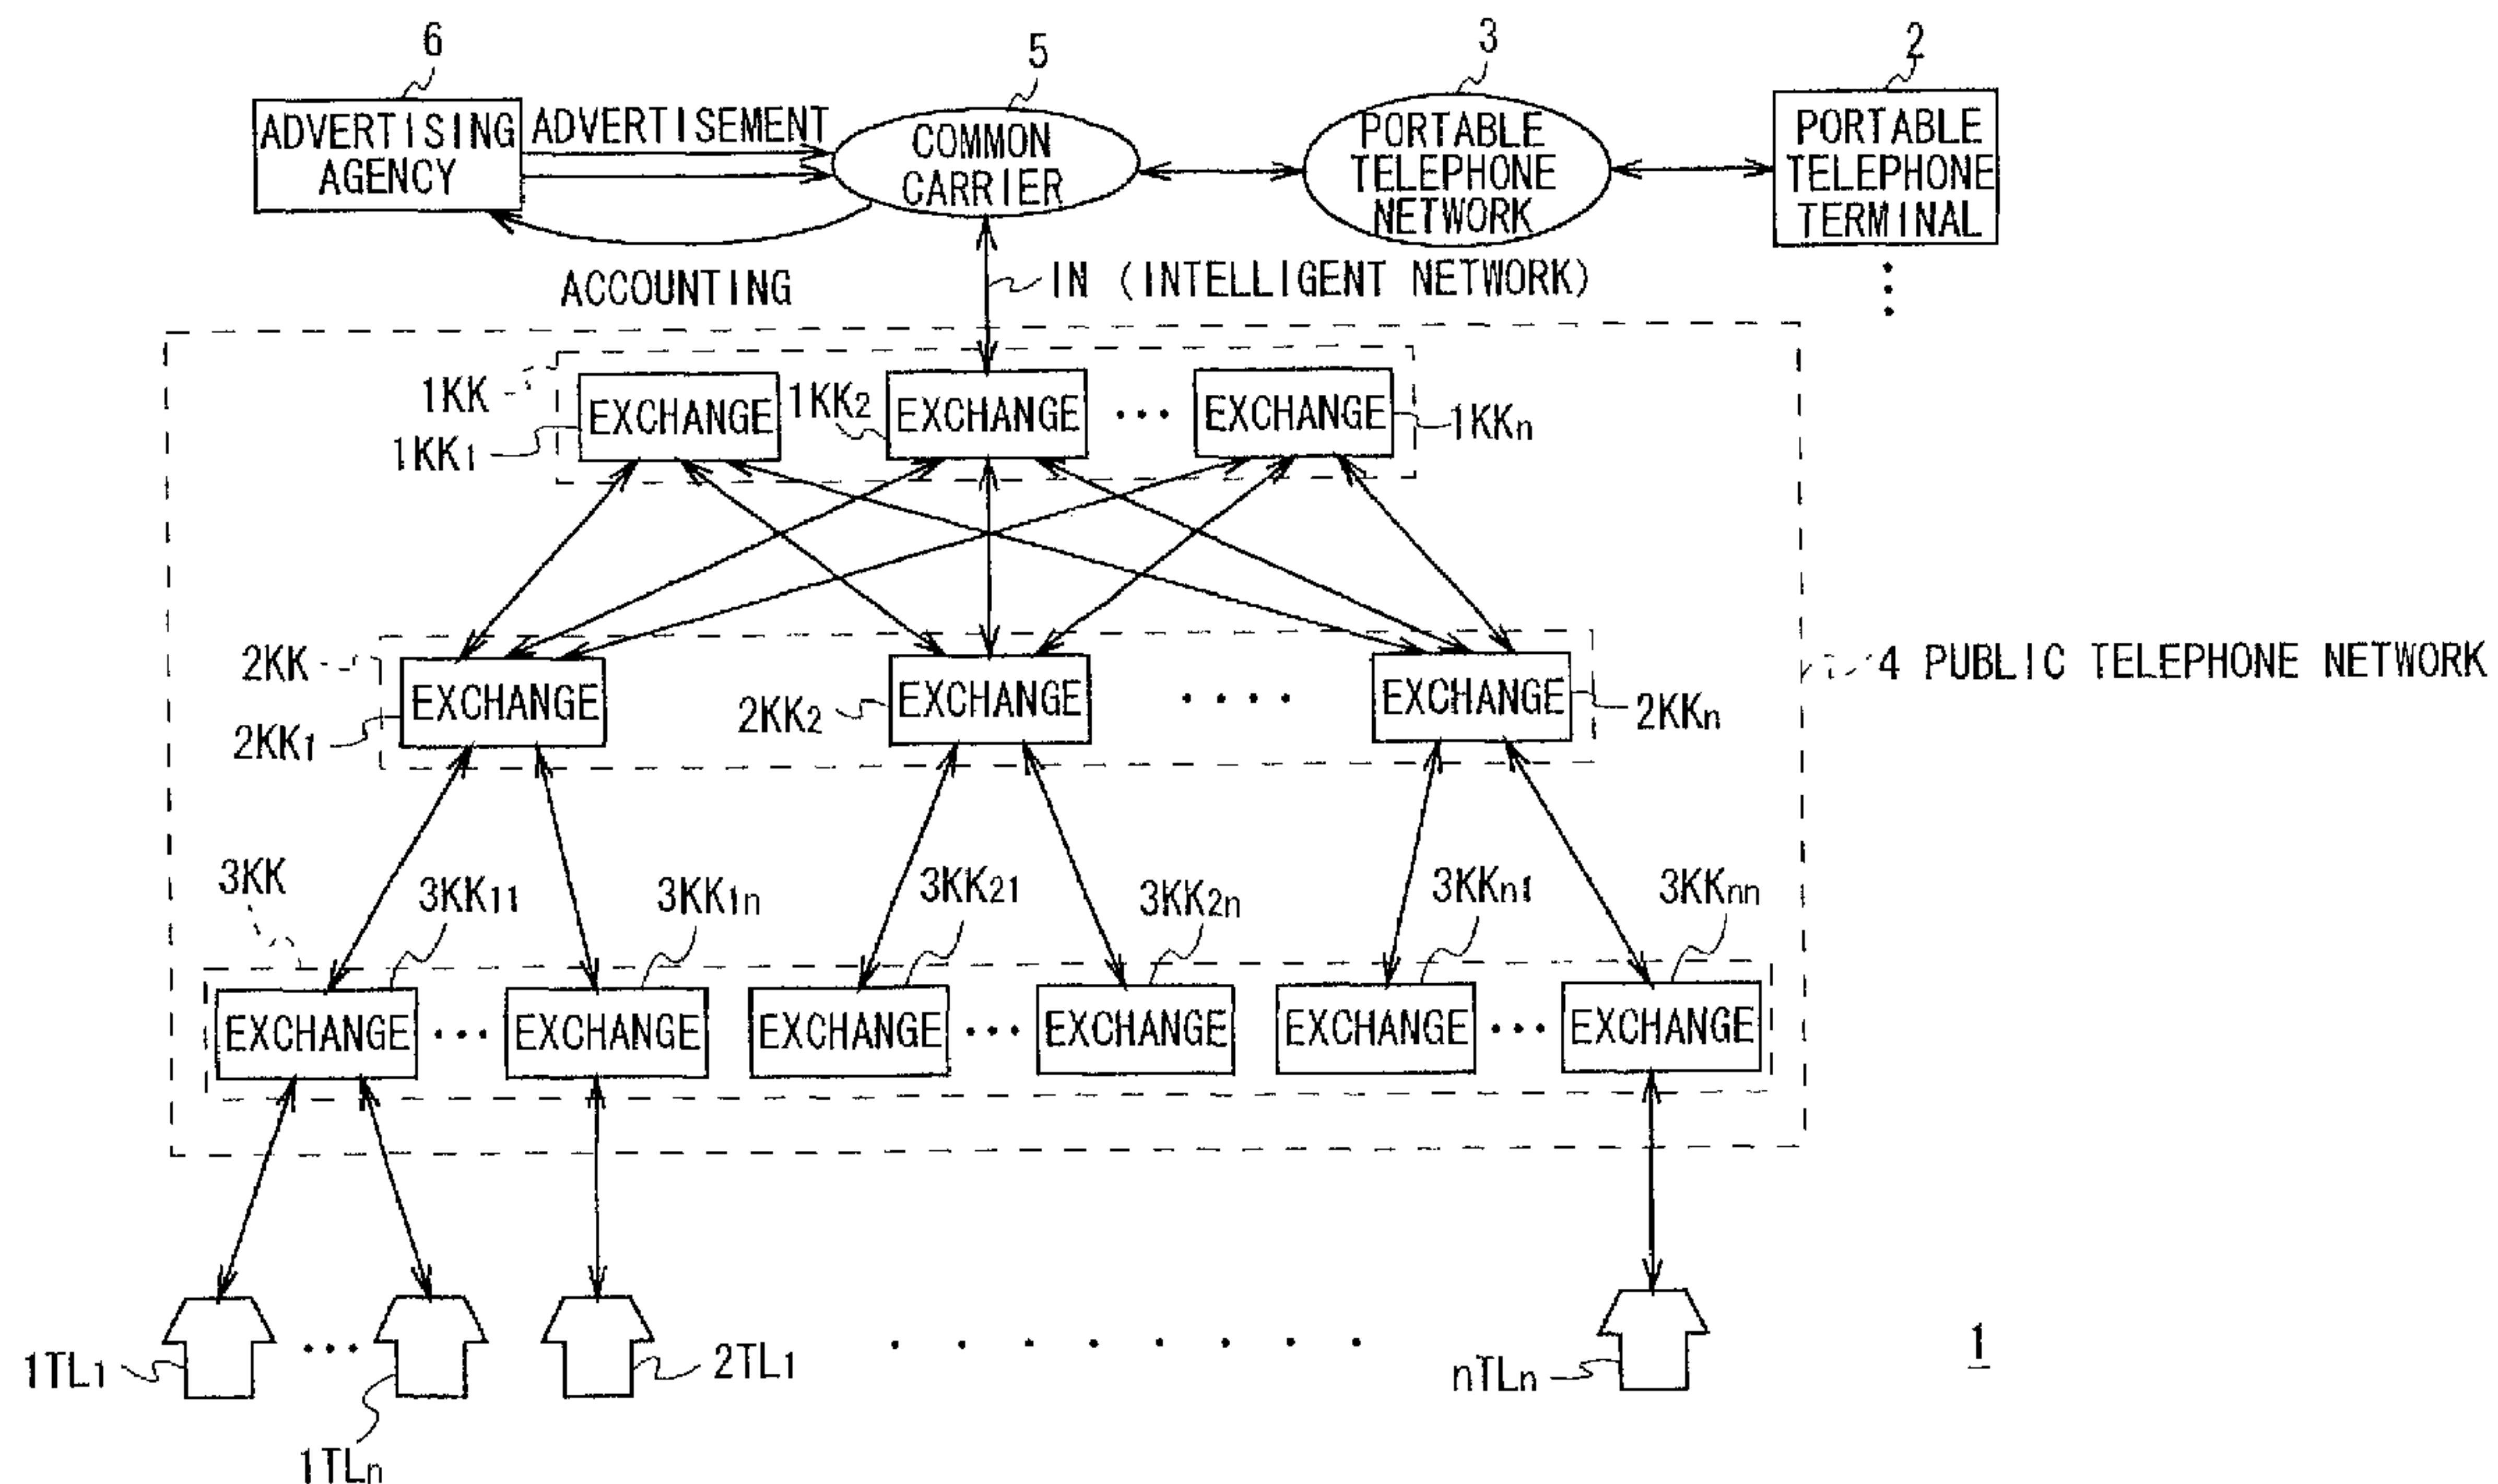 6
5
3
2
ADVERTISING
AGENCY
ADVERTISEMENT
COMMON
CARRIER
PORTABLE
TELEPHONE
NETWORK
PORTABLE
TELEPHONE
TERMINAL
ACCOUNTING
IN (INTELLIGENT NETWORK)
1KK
1KK1
EXCHANGE
1KK2
EXCHANGE
...
EXCHANGE
1KKn
2KK
2KK1
EXCHANGE
2KK2
EXCHANGE
....
EXCHANGE
2KKn
4 PUBLIC TELEPHONE NETWORK
3KK
3KK11
3KK1n
3KK21
3KK2n
3KKn1
3KKnn
EXCHANGE ... EXCHANGE
EXCHANGE ... EXCHANGE
EXCHANGE ... EXCHANGE
1TL1
...
1TLn
2TL1
........
nTLn
1